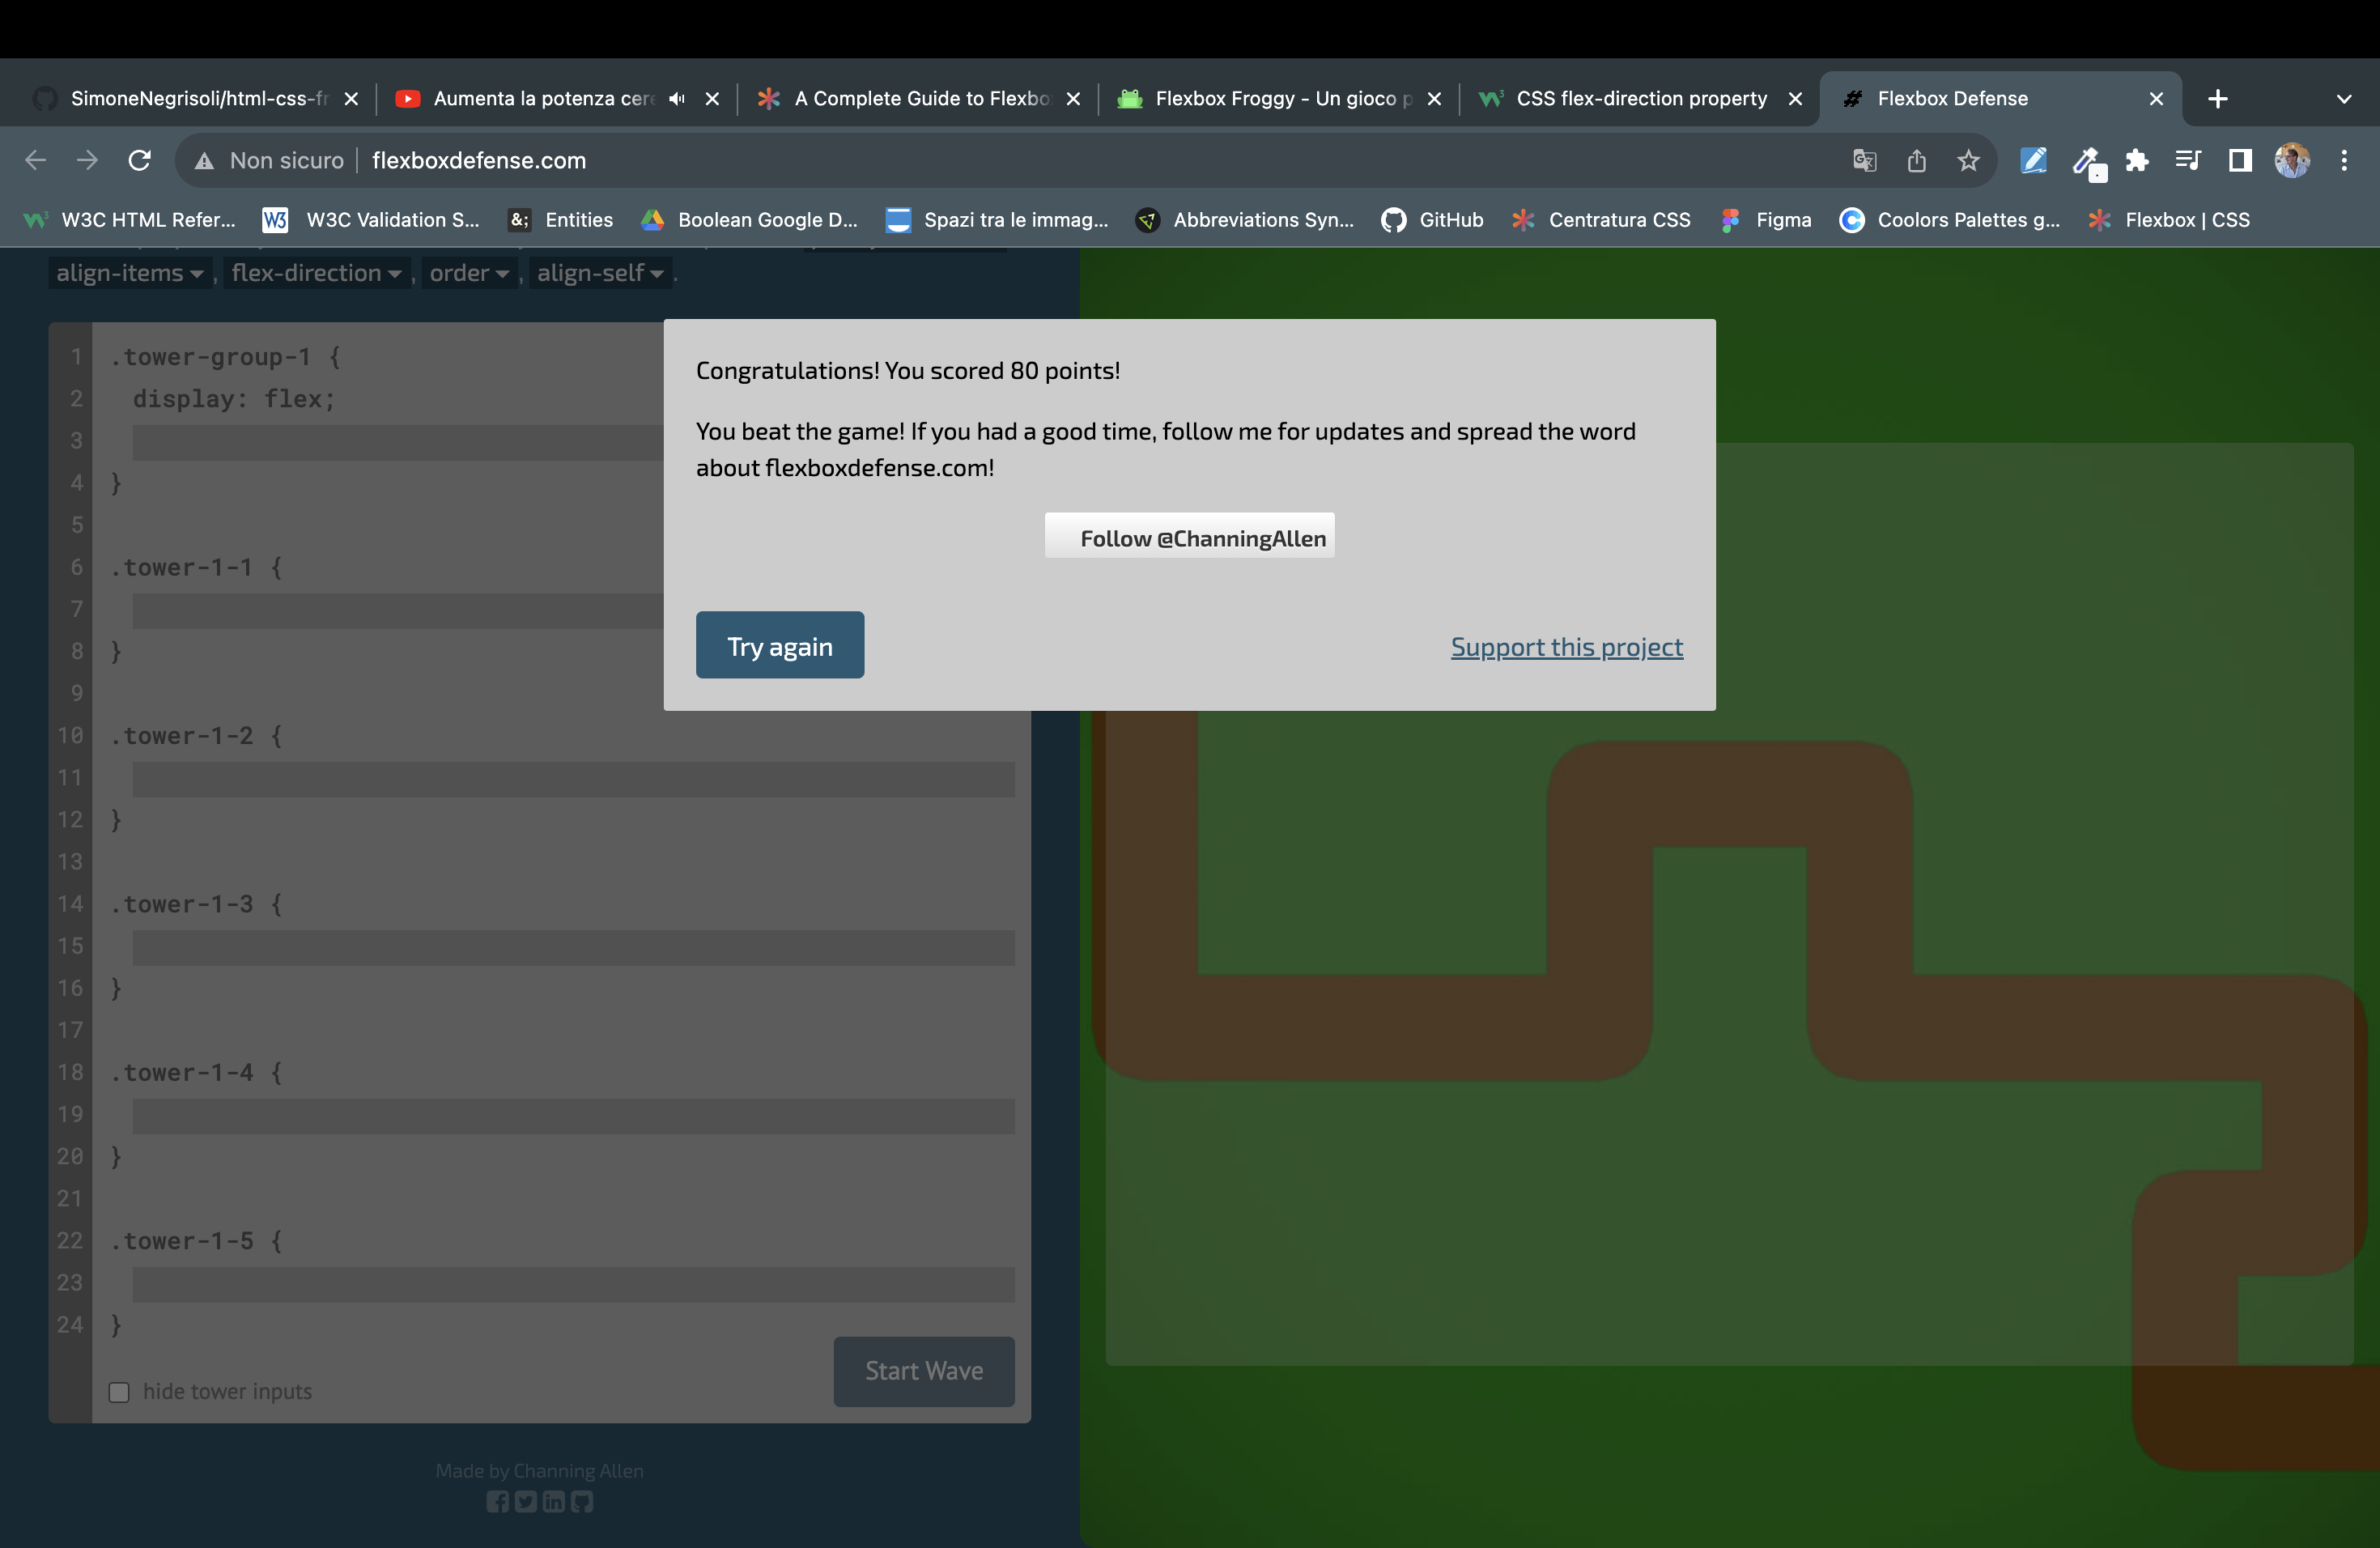 SimoneNegrisoli/html-css-fr
Aumenta la potenza cere
A Complete Guide to Flexbo
Flexbox Froggy - Un gioco p
CSS flex-direction property
Flexbox Defense
Non sicuro
flexboxdefense.com
W3C HTML Refer...
W3C Validation S...
Entities
Boolean Google D...
Spazi tra le immag...
Abbreviations Syn...
GitHub
Centratura CSS
Figma
Coolors Palettes g...
Flexbox | CSS
align-items, flex-direction, order, align-self.
1 .tower-group-1 {
2 display: flex;
3
4 }
5
6 .tower-1-1 {
7
8 }
9
10 .tower-1-2 {
11
12 }
13
14 .tower-1-3 {
15
16 }
17
18 .tower-1-4 {
19
20 }
21
22 .tower-1-5 {
23
24 }
hide tower inputs
Start Wave
Made by Channing Allen
Congratulations! You scored 80 points!
You beat the game! If you had a good time, follow me for updates and spread the word
about flexboxdefense.com!
Follow @ChanningAllen
Try again
Support this project